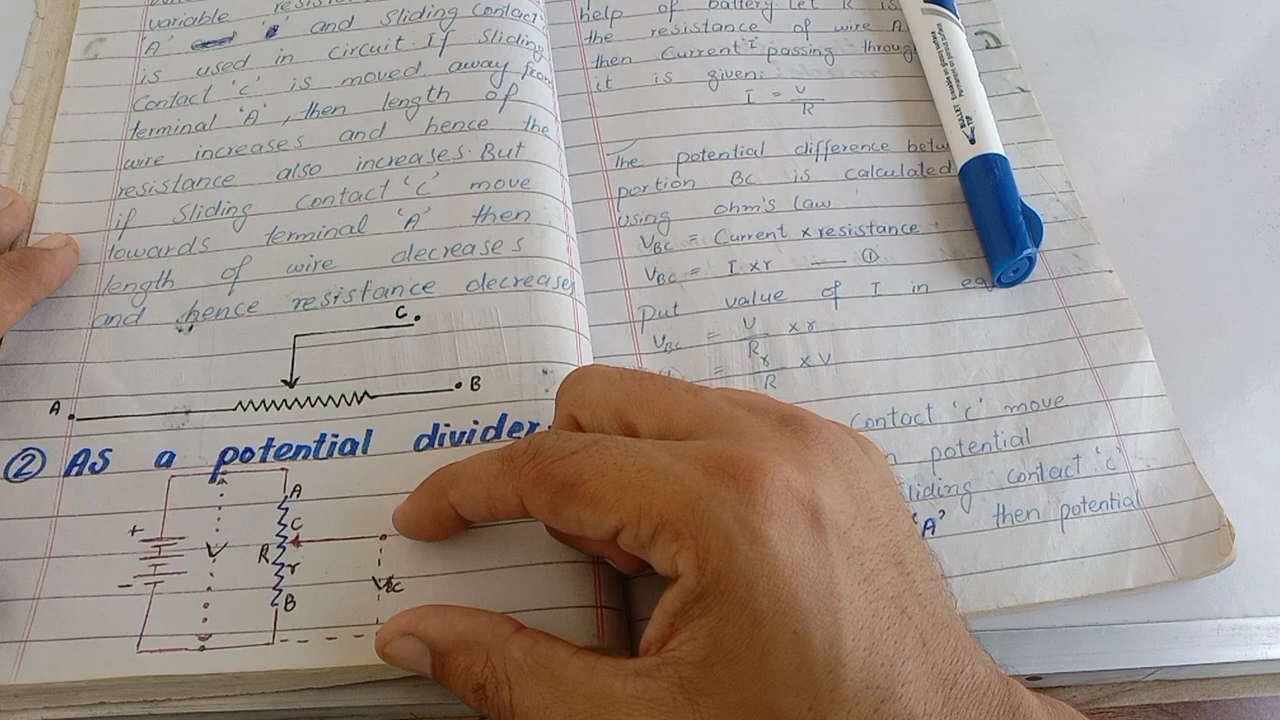 variable
'A' and Sliding Contact
is used in circuit. If Sliding
Contact 'c' is moved away from
terminal 'A', then length of
wire increases and hence the
resistance also increases. But
if Sliding Contact 'c' move
towards terminal 'A' then
length of wire decreases
and hence resistance decrease
C
A B
② AS a potential divider.
A
+ C
V R r
- B VBC
help of battery. Let R is
the resistance of wire A
then Current I passing throug
it is given:
I = V/R
The potential difference betw
portion BC is calculated
using ohm's law
VBC = Current × resistance
VBC = I × r — ①
Put value of I in eq
VBC = V/R × r
= r/R × V
Contact 'c' move
potential
sliding contact 'c'
'A' then potential
BULLET
TIP